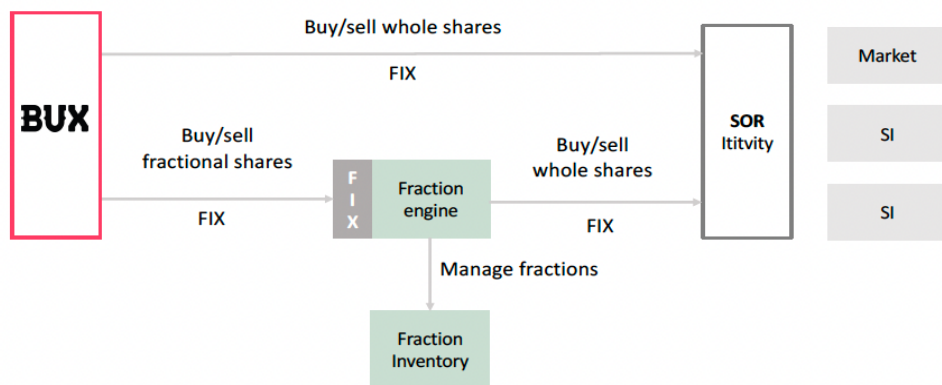 Buy/sell whole shares
FIX
BUX
Buy/sell
fractional shares
FIX
F
I
X
Fraction
engine
Buy/sell
whole shares
FIX
SOR
Ititvity
Market
SI
SI
Manage fractions
Fraction
Inventory